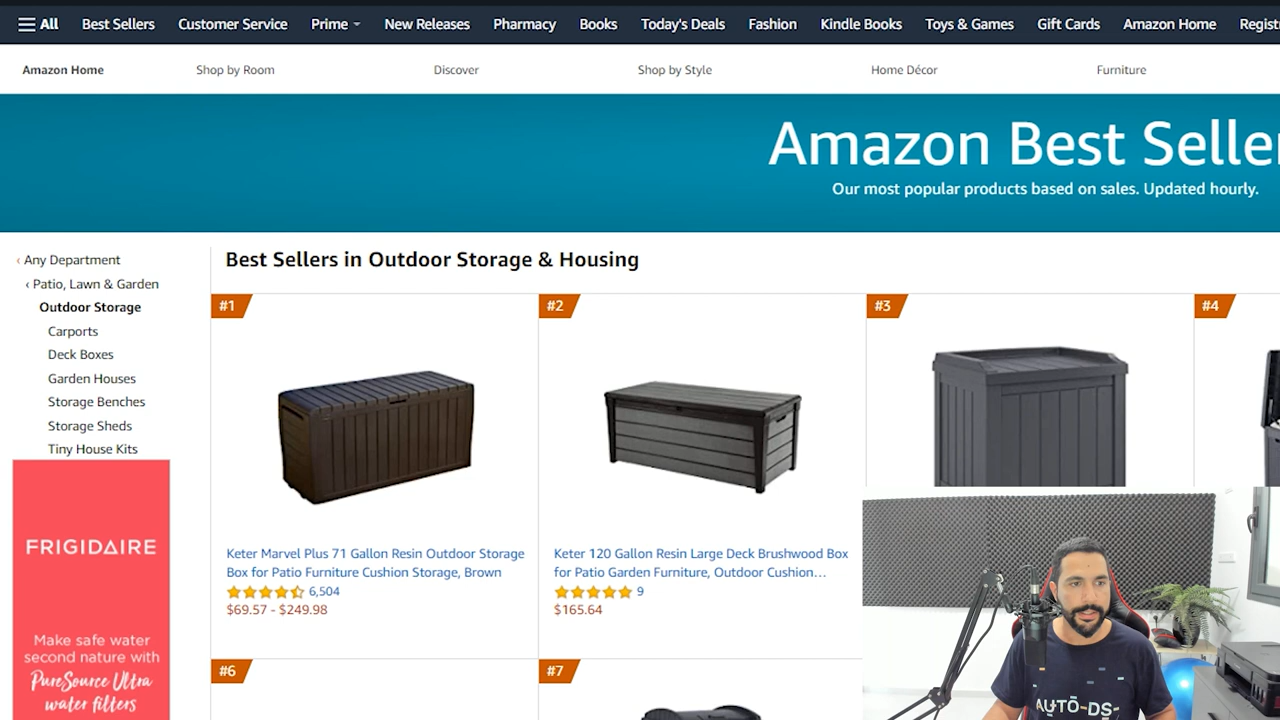 All Best Sellers Customer Service Prime New Releases Pharmacy Books Today's Deals Fashion Kindle Books Toys & Games Gift Cards Amazon Home Regist
Amazon Home Shop by Room Discover Shop by Style Home Décor Furniture
Amazon Best Selle
Our most popular products based on sales. Updated hourly.
‹ Any Department
‹ Patio, Lawn & Garden
Outdoor Storage
Carports
Deck Boxes
Garden Houses
Storage Benches
Storage Sheds
Tiny House Kits
FRIGIDAIRE
Make safe water
second nature with
PureSource Ultra
water filters
Best Sellers in Outdoor Storage & Housing
#1 #2 #3 #4
Keter Marvel Plus 71 Gallon Resin Outdoor Storage
Box for Patio Furniture Cushion Storage, Brown
6,504
$69.57 - $249.98
Keter 120 Gallon Resin Large Deck Brushwood Box
for Patio Garden Furniture, Outdoor Cushion...
9
$165.64
#6 #7
AUTO-DS-